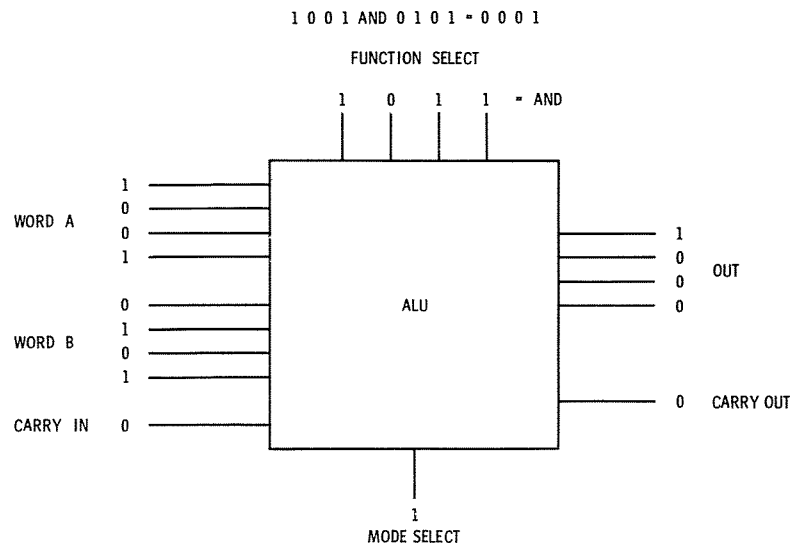 1 0 0 1 AND 0 1 0 1 = 0 0 0 1
FUNCTION SELECT
1 0 1 1 = AND
WORD A
1
0
0
1
WORD B
0
1
0
1
CARRY IN 0
ALU
1
0
0
0
OUT
0 CARRY OUT
1
MODE SELECT